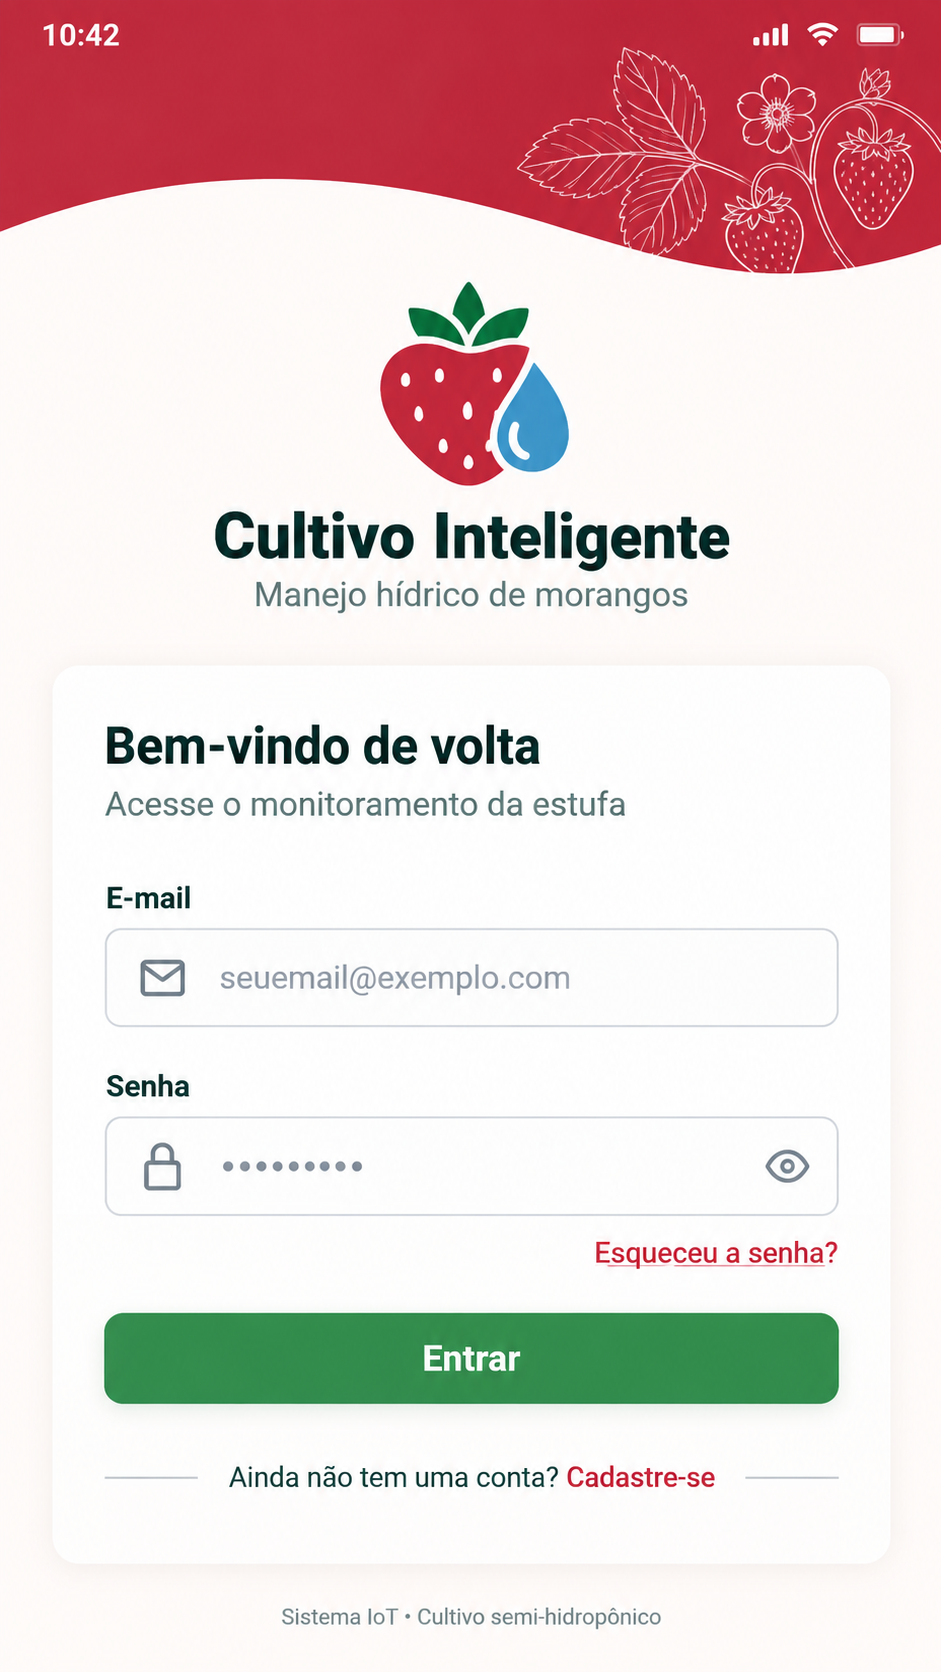 10:42
Cultivo Inteligente
Manejo hídrico de morangos
Bem-vindo de volta
Acesse o monitoramento da estufa
E-mail
seuemail@exemplo.com
Senha
•••••••••
Esqueceu a senha?
Entrar
Ainda não tem uma conta? Cadastre-se
Sistema IoT • Cultivo semi-hidropônico